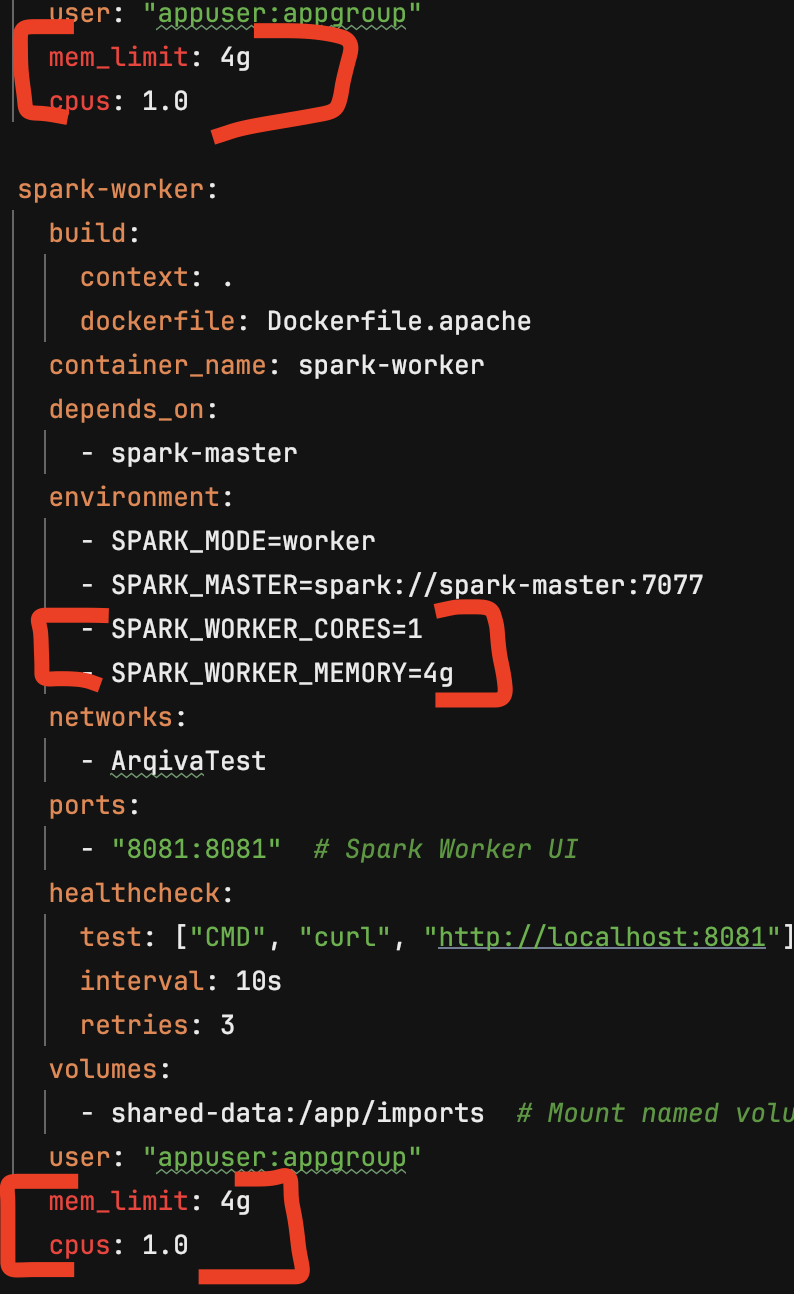 user: "appuser:appgroup"
mem_limit: 4g
cpus: 1.0
spark-worker:
build:
context: .
dockerfile: Dockerfile.apache
container_name: spark-worker
depends_on:
- spark-master
environment:
- SPARK_MODE=worker
- SPARK_MASTER=spark://spark-master:7077
- SPARK_WORKER_CORES=1
- SPARK_WORKER_MEMORY=4g
networks:
- ArqivaTest
ports:
- "8081:8081"  # Spark Worker UI
healthcheck:
test: ["CMD", "curl", "http://localhost:8081"]
interval: 10s
retries: 3
volumes:
- shared-data:/app/imports  # Mount named
user: "appuser:appgroup"
mem_limit: 4g
cpus: 1.0